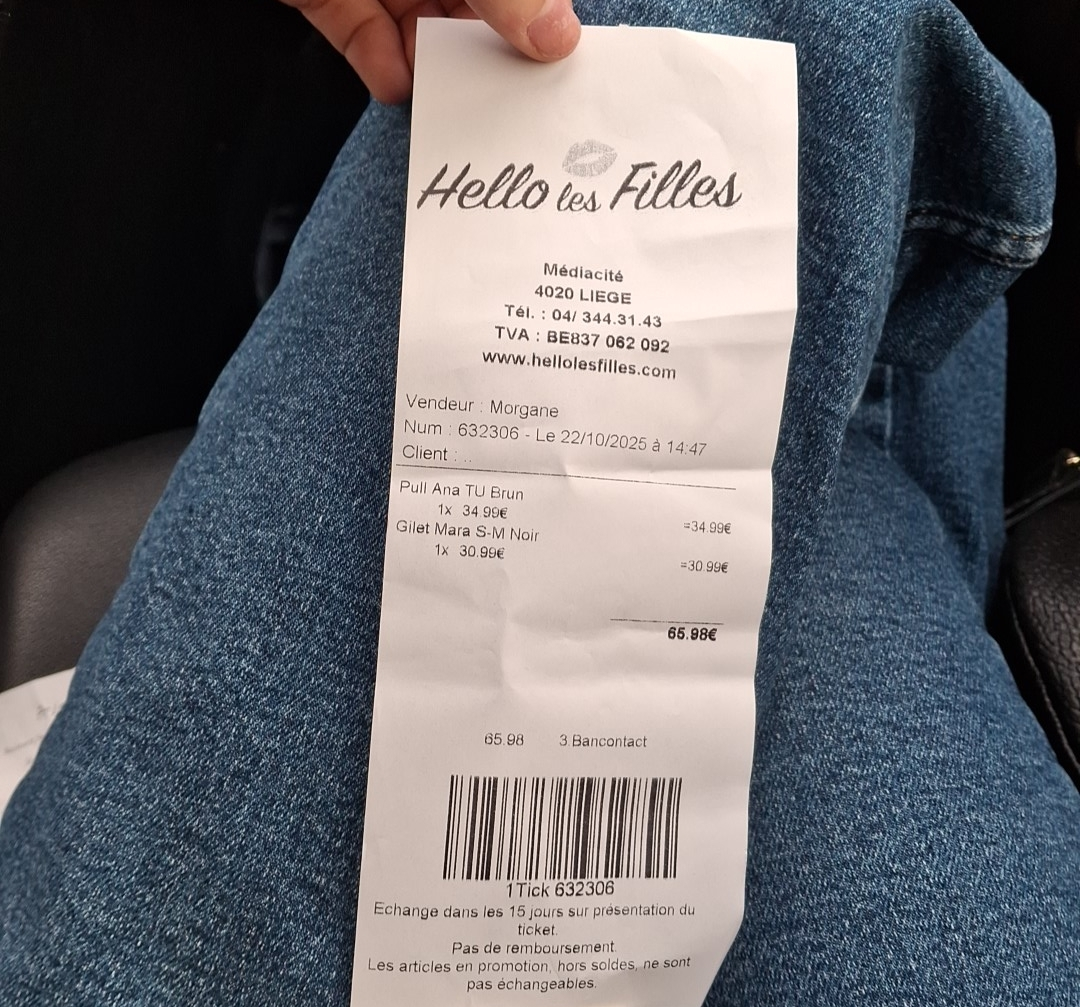 Hello les Filles
Médiacité
4020 LIEGE
Tél. : 04/ 344.31.43
TVA : BE837 062 092
www.hellolesfilles.com
Vendeur : Morgane
Num : 632306 - Le 22/10/2025 à 14:47
Client : ..
Pull Ana TU Brun
1x 34.99€ =34.99€
Gilet Mara S-M Noir
1x 30.99€ =30.99€
65.98€
65.98 3.Bancontact
1Tick 632306
Echange dans les 15 jours sur présentation du
ticket.
Pas de remboursement.
Les articles en promotion, hors soldes, ne sont
pas échangeables.